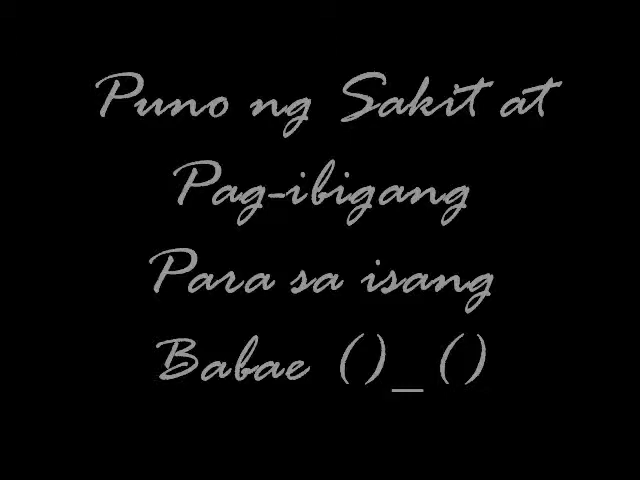 Puno ng Sakit at
Pag-ibigang
Para sa isang
Babae ()_()